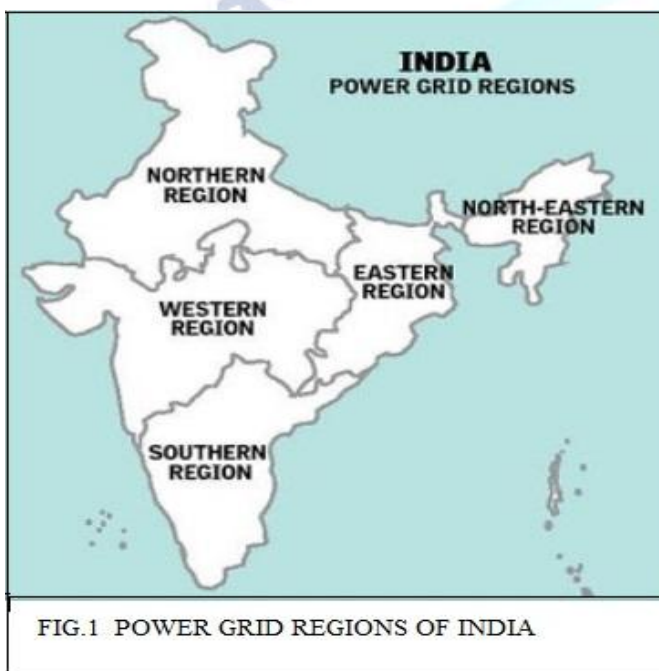 INDIA
POWER GRID REGIONS
NORTHERN
REGION
NORTH-EASTERN
REGION
EASTERN
REGION
WESTERN
REGION
SOUTHERN
REGION
FIG.1 POWER GRID REGIONS OF INDIA